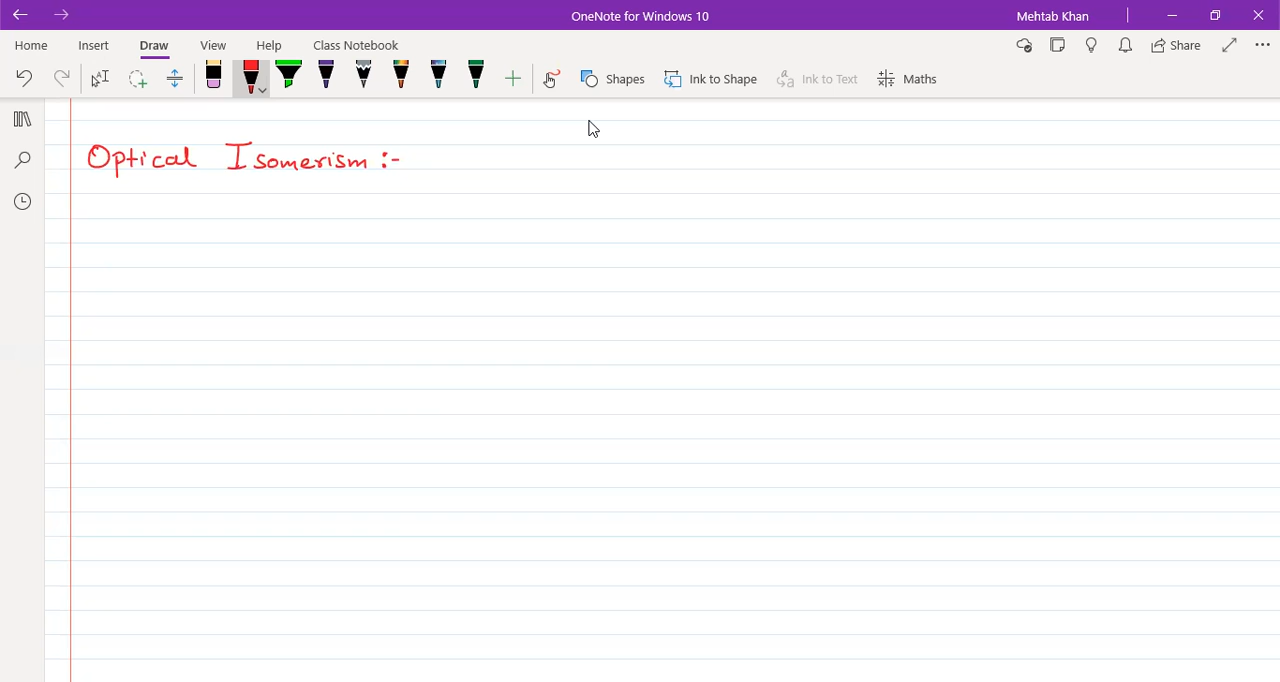 OneNote for Windows 10
Mehtab Khan
Home Insert Draw View Help Class Notebook
Share
Shapes Ink to Shape Ink to Text Maths
Optical Isomerism :-